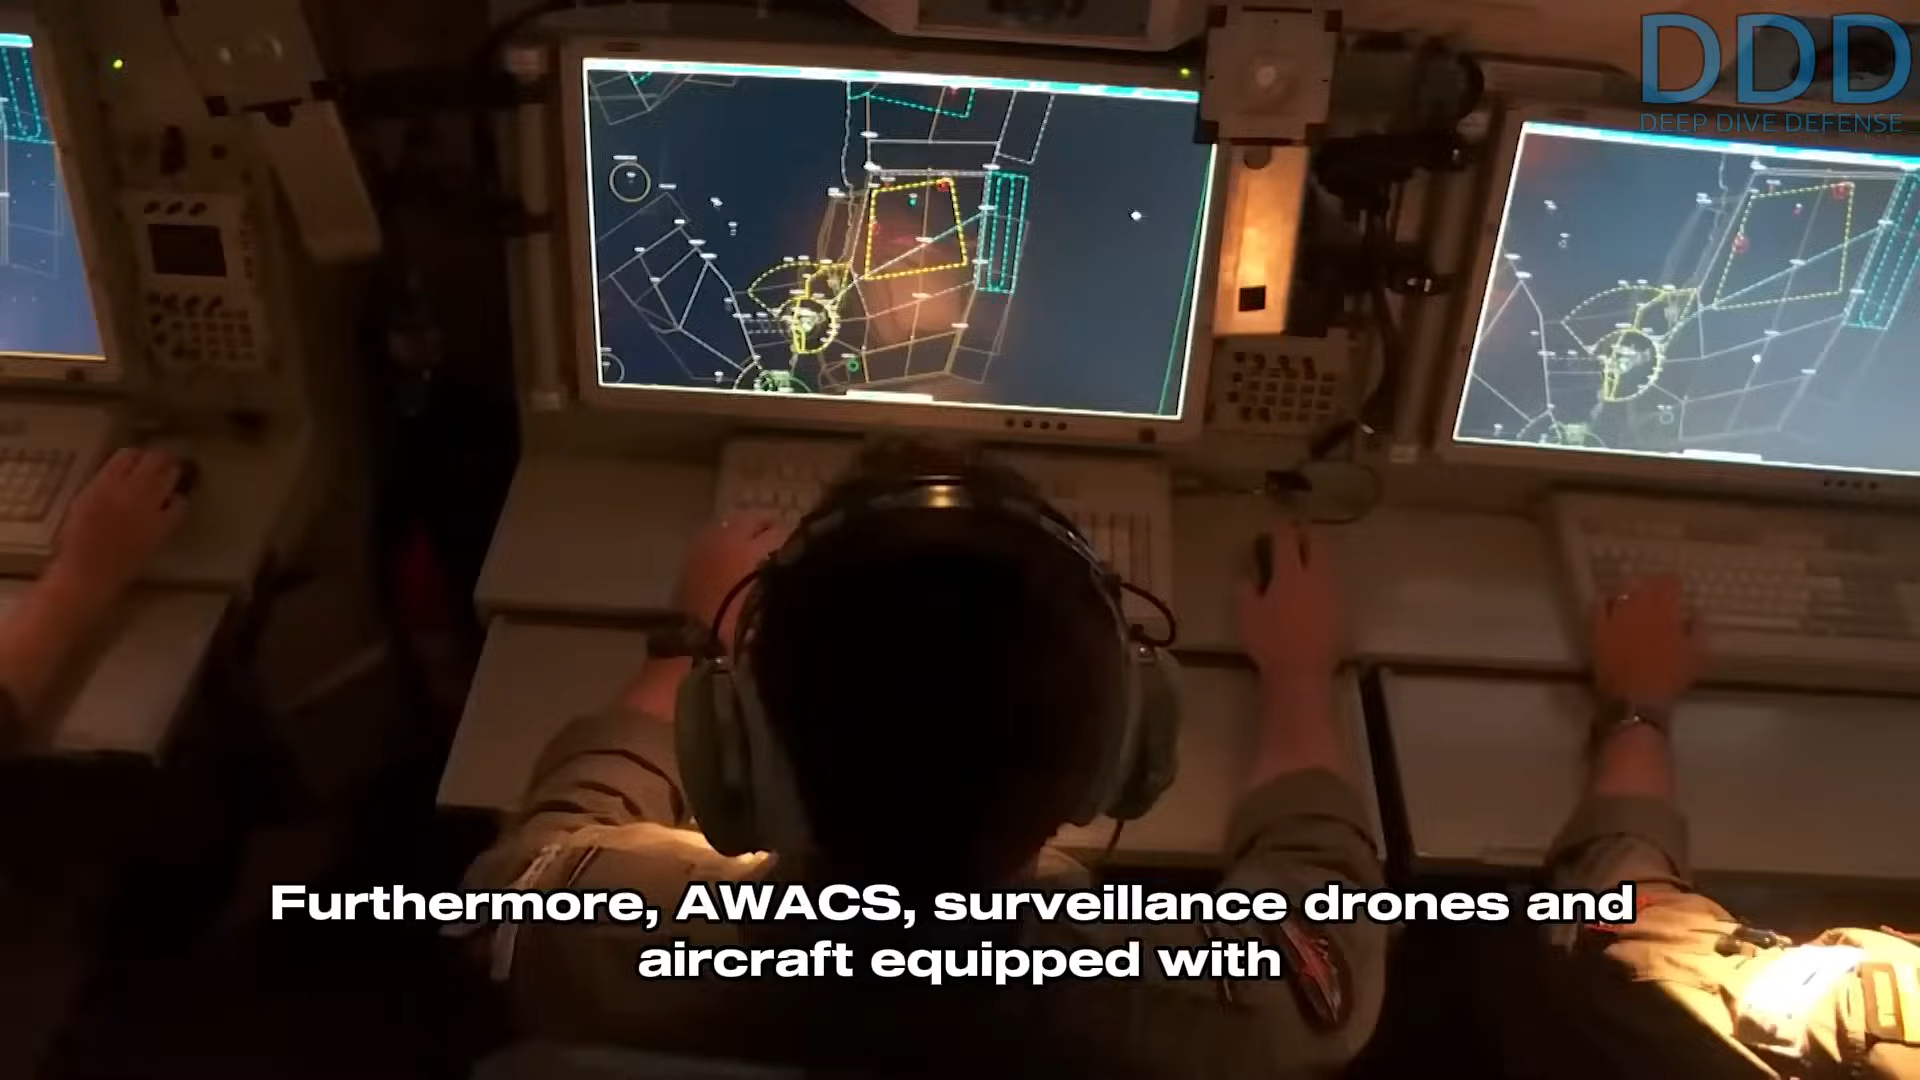 DDD
DEEP DIVE DEFENSE
Furthermore, AWACS, surveillance drones and
aircraft equipped with